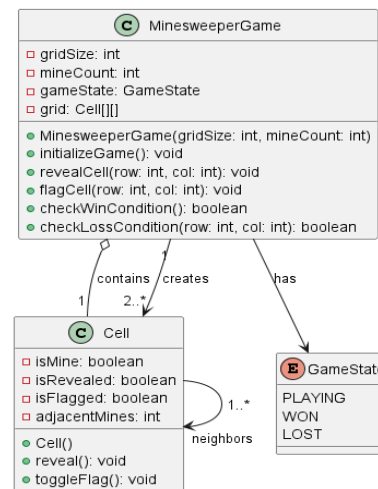 C MinesweeperGame
gridSize: int
mineCount: int
gameState: GameState
grid: Cell[][]
MinesweeperGame(gridSize: int, mineCount: int)
initializeGame(): void
revealCell(row: int, col: int): void
flagCell(row: int, col: int): void
checkWinCondition(): boolean
checkLossCondition(row: int, col: int): boolean
1
contains
creates
has
1
2..*
C Cell
isMine: boolean
isRevealed: boolean
isFlagged: boolean
adjacentMines: int
Cell()
reveal(): void
toggleFlag(): void
1..*
neighbors
E GameState
PLAYING
WON
LOST